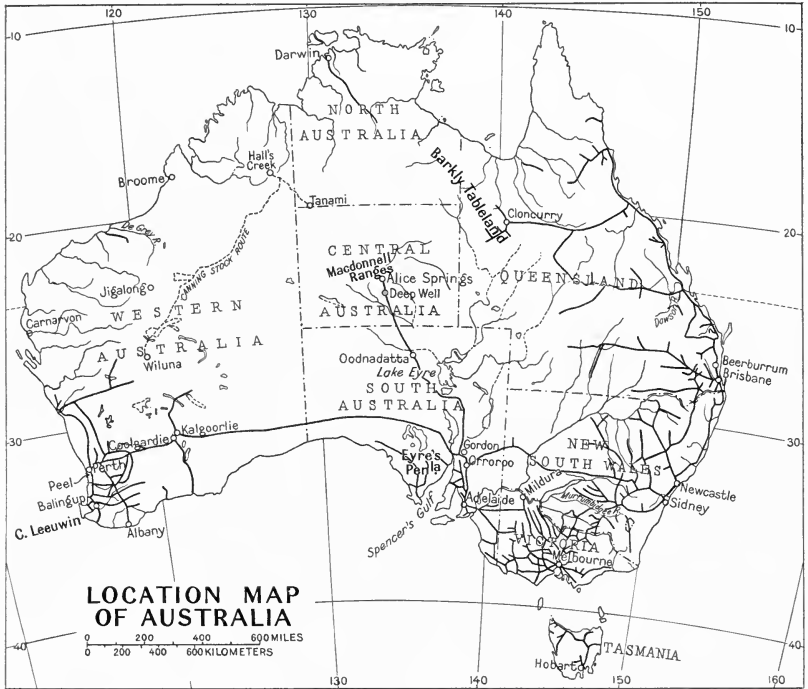 120
130
140
150
10
10
Darwin
NORTH
AUSTRALIA
Hall's
Creek
Broome
Tanami
Barkly Tableland
Cloncurry
De Grey R.
20
20
CANNING STOCK ROUTE
CENTRAL
Macdonnell
Ranges
Alice Springs
Deep Well
QUEENSLAND
Jigalong
WESTERN
AUSTRALIA
Carnarvon
Dawson R.
AUSTRALIA
Wiluna
Oodnadatta
Lake Eyre
Beerburrum
Brisbane
SOUTH
AUSTRALIA
Kalgoorlie
Coolgardie
30
30
Gordon
Orrorpo
NEW
SOUTH WALES
Eyre's
Pen'la
Perth
Peel
Balingup
C. Leeuwin
Albany
Adelaide
Mildura
Murrumbidgee R.
Newcastle
Sidney
Spencer's Gulf
VICTORIA
Melbourne
LOCATION MAP
OF AUSTRALIA
0 200 400 600 MILES
0 200 400 600 KILOMETERS
40
40
TASMANIA
Hobart
130
140
150